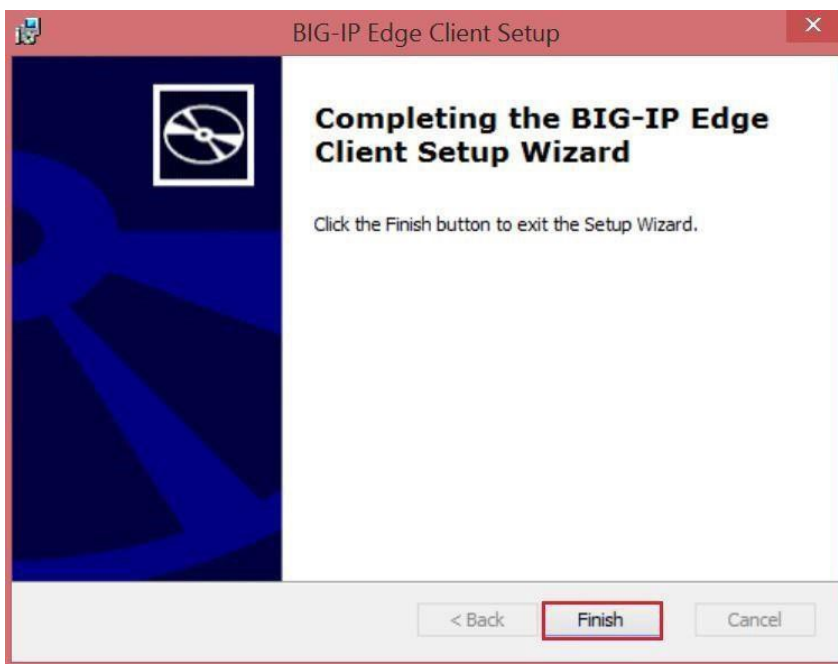 BIG-IP Edge Client Setup
Completing the BIG-IP Edge
Client Setup Wizard
Click the Finish button to exit the Setup Wizard.
< Back Finish Cancel